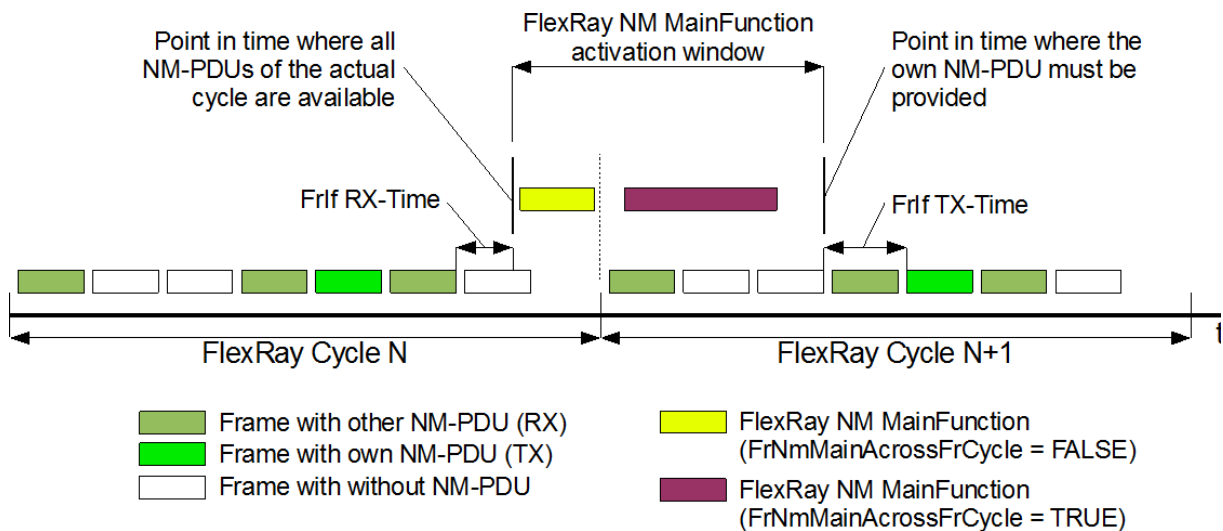 FlexRay NM MainFunction
activation window
Point in time where all
NM-PDUs of the actual
cycle are available
Point in time where the
own NM-PDU must be
provided
FrIf RX-Time
FrIf TX-Time
t
FlexRay Cycle N
FlexRay Cycle N+1
Frame with other NM-PDU (RX)
Frame with own NM-PDU (TX)
Frame with without NM-PDU
FlexRay NM MainFunction
(FrNmMainAcrossFrCycle = FALSE)
FlexRay NM MainFunction
(FrNmMainAcrossFrCycle = TRUE)